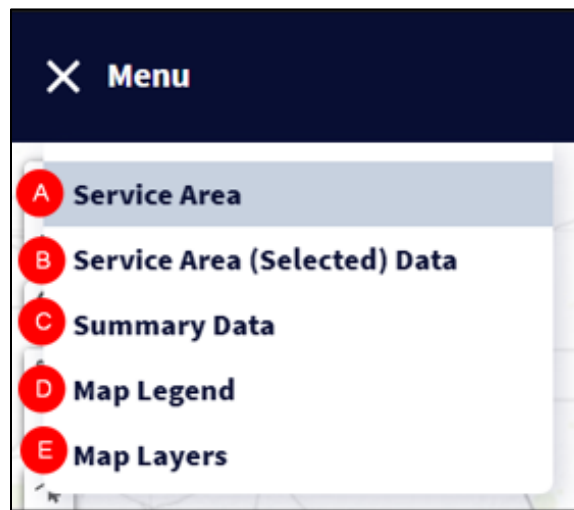 Menu
A Service Area
B Service Area (Selected) Data
C Summary Data
D Map Legend
E Map Layers